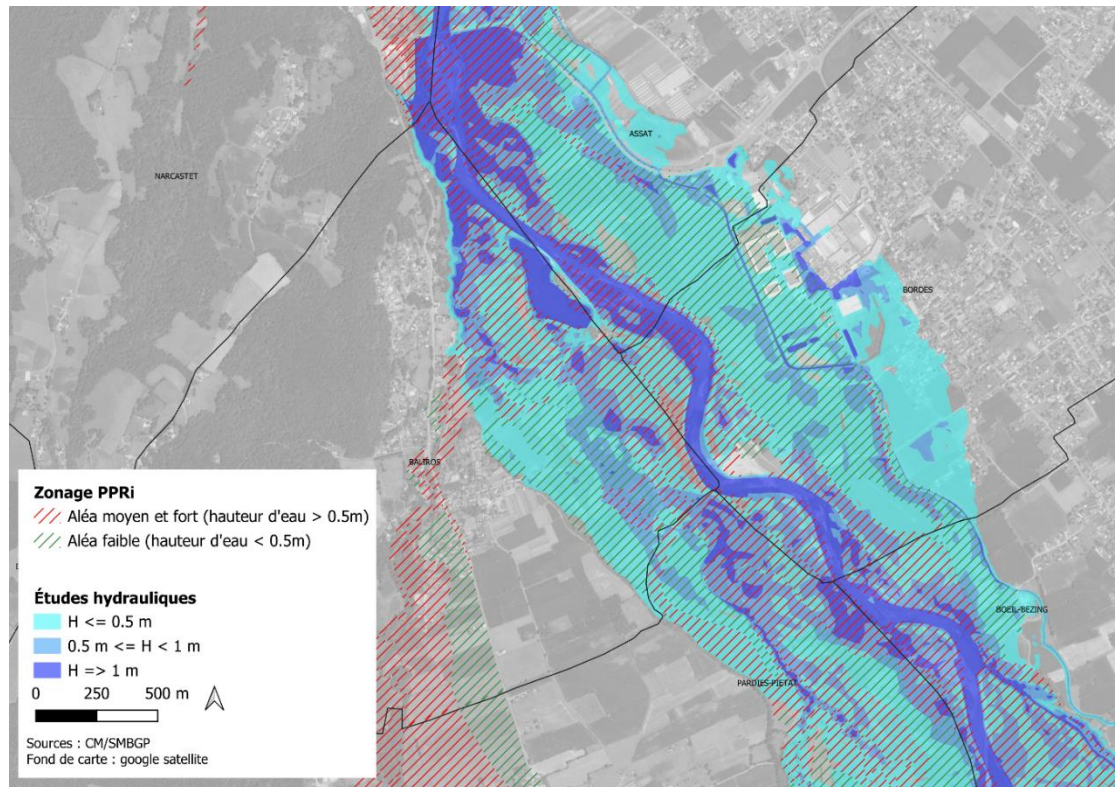 ASSAT
NARCASTET
BORDES
BALIROS
BOEIL-BEZING
PARDIES-PIETAT
Zonage PPRi
Aléa moyen et fort (hauteur d'eau > 0.5m)
Aléa faible (hauteur d'eau < 0.5m)
Études hydrauliques
H <= 0.5 m
0.5 m <= H < 1 m
H => 1 m
0 250 500 m
Sources : CM/SMBGP
Fond de carte : google satellite